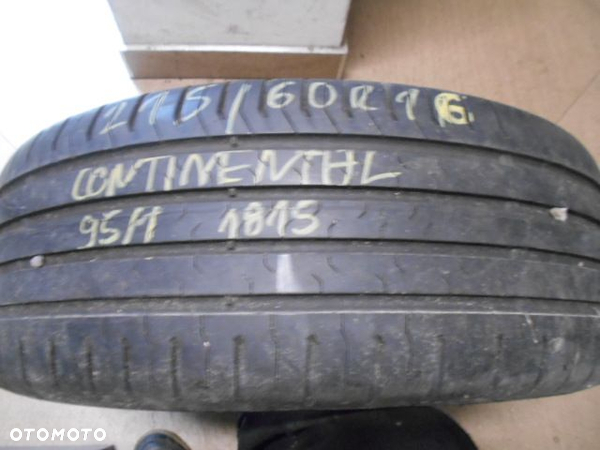 215/60R16
CONTINENTAL
95H 1815
OTOMOTO